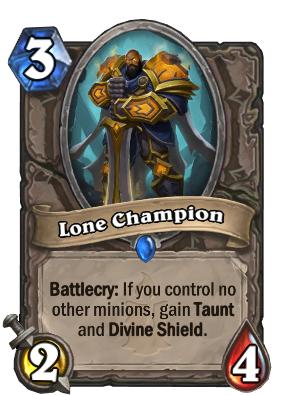 3
Lone Champion
Battlecry: If you control no
other minions, gain Taunt
and Divine Shield.
2
4